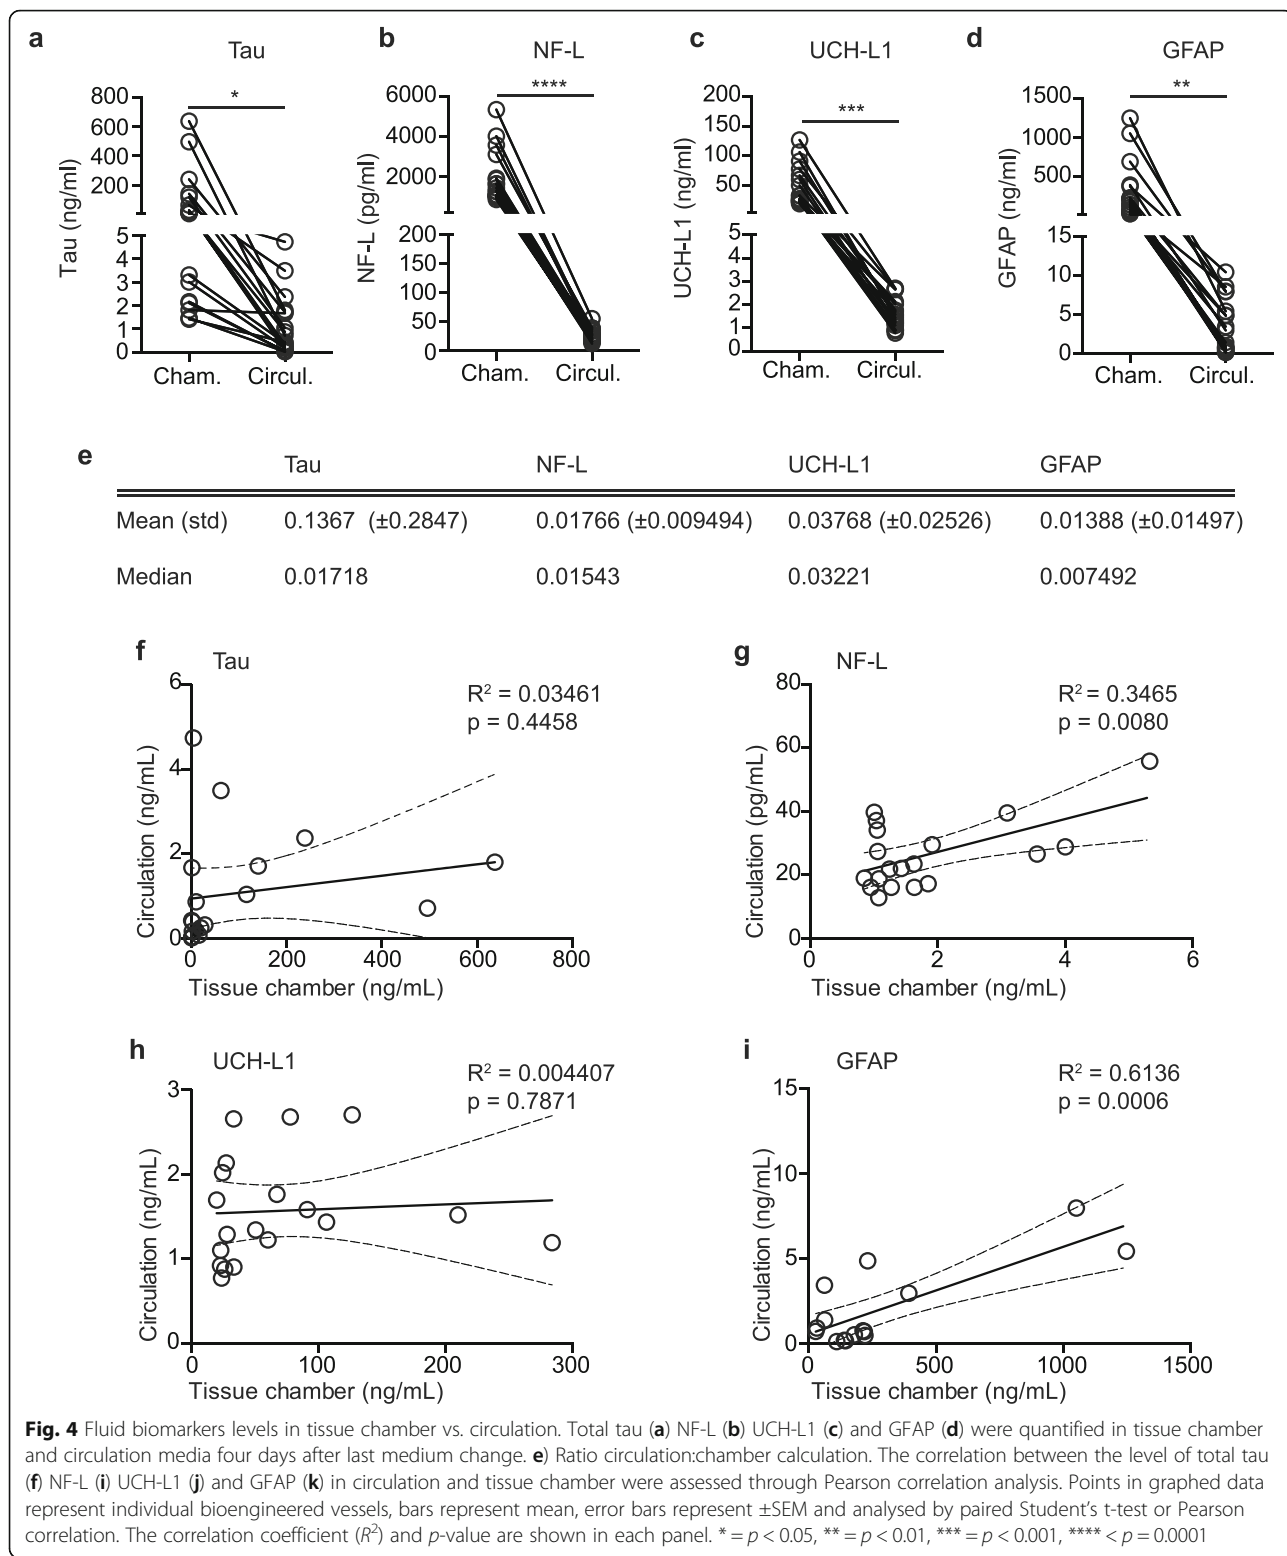 a
Tau
*
800
600
400
200
5
4
3
2
1
0
Tau (ng/ml)
Cham.
Circul.
b
NF-L
****
6000
4000
2000
200
150
100
50
0
NF-L (pg/ml)
Cham.
Circul.
c
UCH-L1
***
200
150
100
50
5
4
3
2
1
0
UCH-L1 (ng/ml)
Cham.
Circul.
d
GFAP
**
1500
1000
500
15
10
5
0
GFAP (ng/ml)
Cham.
Circul.
e
Tau NF-L UCH-L1 GFAP
Mean (std) 0.1367 (±0.2847) 0.01766 (±0.009494) 0.03768 (±0.02526) 0.01388 (±0.01497)
Median 0.01718 0.01543 0.03221 0.007492
f
Tau
R² = 0.03461
p = 0.4458
6
4
2
0
Circulation (ng/mL)
0 200 400 600 800
Tissue chamber (ng/mL)
g
NF-L
R² = 0.3465
p = 0.0080
80
60
40
20
0
Circulation (pg/mL)
0 2 4 6
Tissue chamber (ng/mL)
h
UCH-L1
R² = 0.004407
p = 0.7871
3
2
1
0
Circulation (ng/mL)
0 100 200 300
Tissue chamber (ng/mL)
i
GFAP
R² = 0.6136
p = 0.0006
15
10
5
0
Circulation (ng/mL)
0 500 1000 1500
Tissue chamber (ng/mL)
Fig. 4 Fluid biomarkers levels in tissue chamber vs. circulation. Total tau (a) NF-L (b) UCH-L1 (c) and GFAP (d) were quantified in tissue chamber
and circulation media four days after last medium change. e) Ratio circulation:chamber calculation. The correlation between the level of total tau
(f) NF-L (i) UCH-L1 (j) and GFAP (k) in circulation and tissue chamber were assessed through Pearson correlation analysis. Points in graphed data
represent individual bioengineered vessels, bars represent mean, error bars represent ±SEM and analysed by paired Student's t-test or Pearson
correlation. The correlation coefficient (R²) and p-value are shown in each panel. * = p < 0.05, ** = p < 0.01, *** = p < 0.001, **** < p = 0.0001